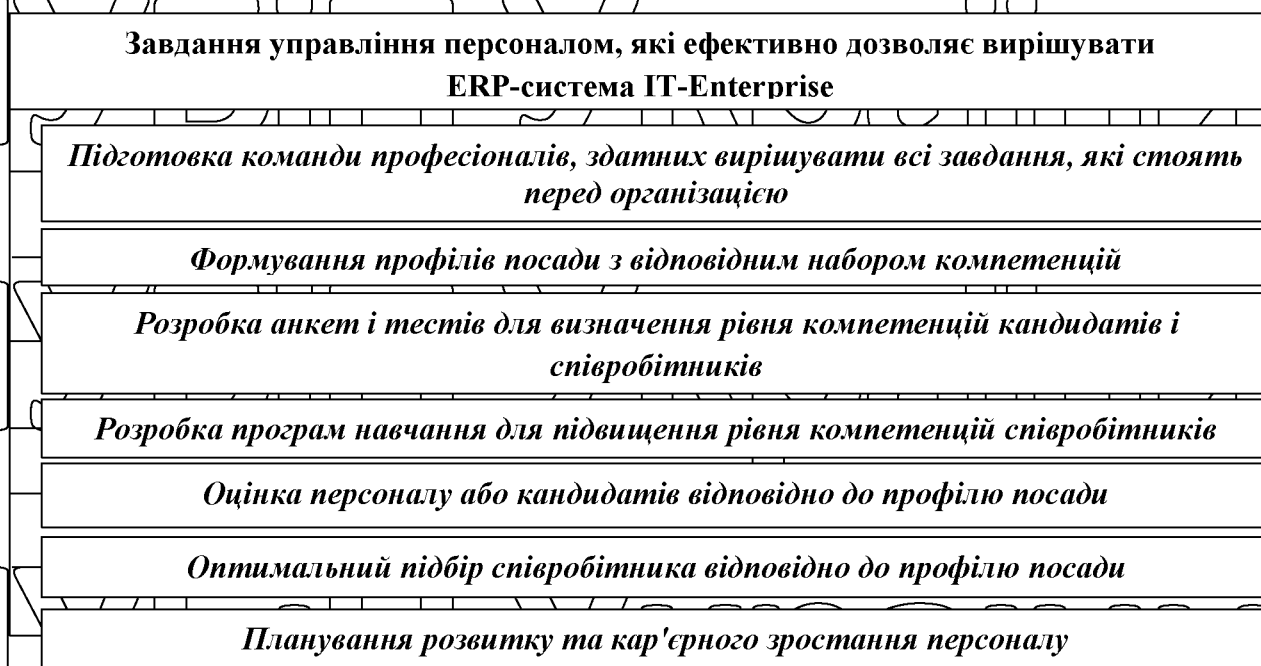 Завдання управління персоналом, які ефективно дозволяє вирішувати
ERP-система IT-Enterprise
Підготовка команди професіоналів, здатних вирішувати всі завдання, які стоять
перед організацією
Формування профілів посади з відповідним набором компетенцій
Розробка анкет і тестів для визначення рівня компетенцій кандидатів і
співробітників
Розробка програм навчання для підвищення рівня компетенцій співробітників
Оцінка персоналу або кандидатів відповідно до профілю посади
Оптимальний підбір співробітника відповідно до профілю посади
Планування розвитку та кар'єрного зростання персоналу